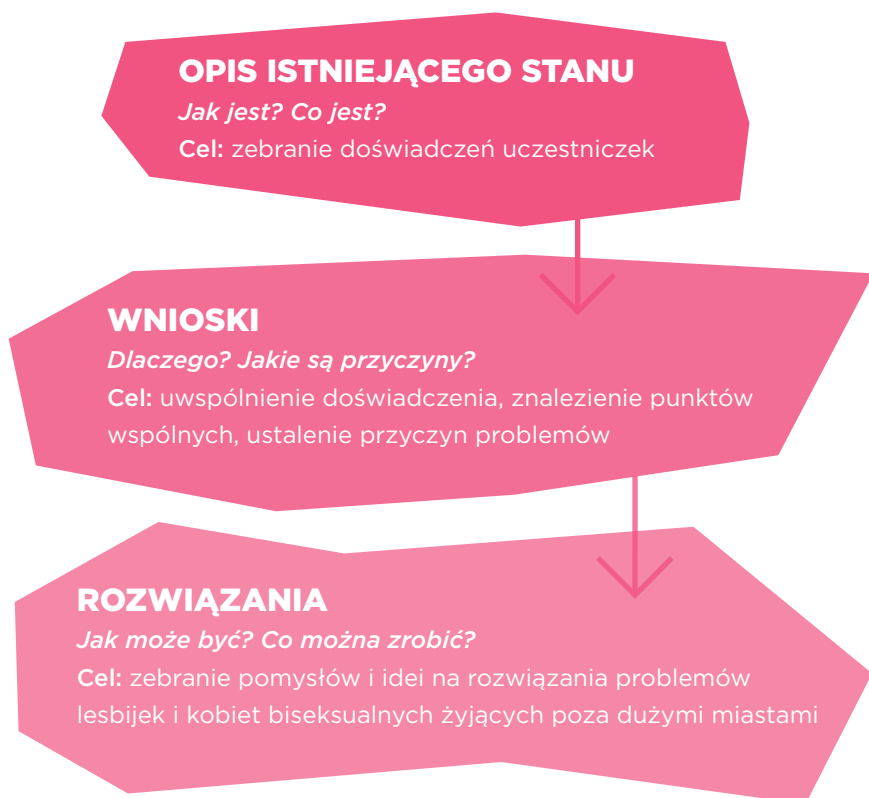 OPIS ISTNIEJĄCEGO STANU
Jak jest? Co jest?
Cel: zebranie doświadczeń uczestniczek
WNIOSKI
Dlaczego? Jakie są przyczyny?
Cel: uwspólnienie doświadczenia, znalezienie punktów
wspólnych, ustalenie przyczyn problemów
ROZWIĄZANIA
Jak może być? Co można zrobić?
Cel: zebranie pomysłów i idei na rozwiązania problemów
lesbijek i kobiet biseksualnych żyjących poza dużymi miastami